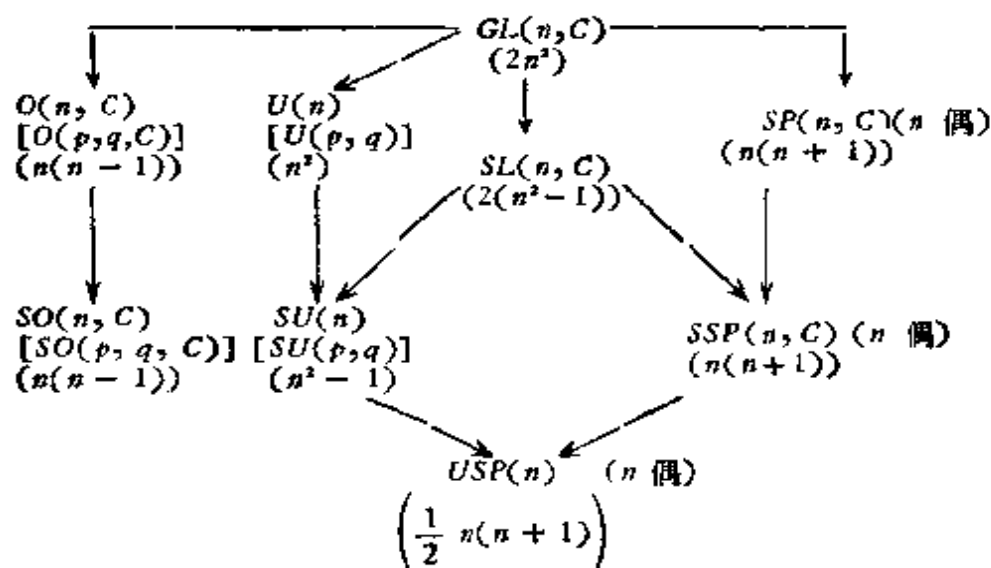 GL(n,C)
(2n²)
O(n, C)
[O(p,q,C)]
(n(n − 1))
U(n)
[U(p, q)]
(n²)
SL(n, C)
(2(n² − 1))
SP(n, C)(n 偶)
(n(n + 1))
SO(n, C)
[SO(p, q, C)]
(n(n − 1))
SU(n)
[SU(p,q)]
(n² − 1)
SSP(n, C) (n 偶)
(n(n + 1))
USP(n) (n 偶)
(1/2 n(n + 1))